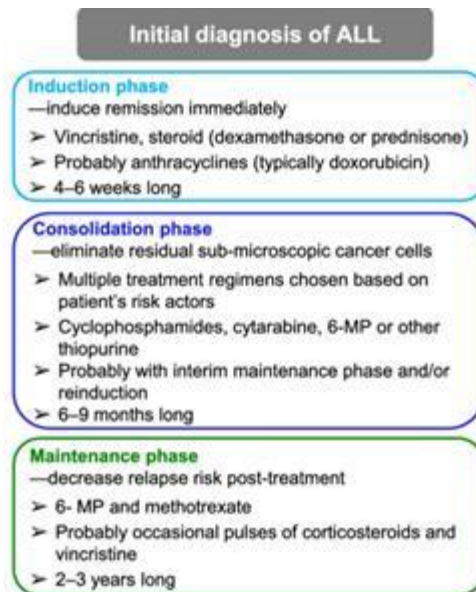 Initial diagnosis of ALL
Induction phase
—induce remission immediately
➢ Vincristine, steroid (dexamethasone or prednisone)
➢ Probably anthracyclines (typically doxorubicin)
➢ 4–6 weeks long
Consolidation phase
—eliminate residual sub-microscopic cancer cells
➢ Multiple treatment regimens chosen based on
patient's risk actors
➢ Cyclophosphamides, cytarabine, 6-MP or other
thiopurine
➢ Probably with interim maintenance phase and/or
reinduction
➢ 6–9 months long
Maintenance phase
—decrease relapse risk post-treatment
➢ 6- MP and methotrexate
➢ Probably occasional pulses of corticosteroids and
vincristine
➢ 2–3 years long